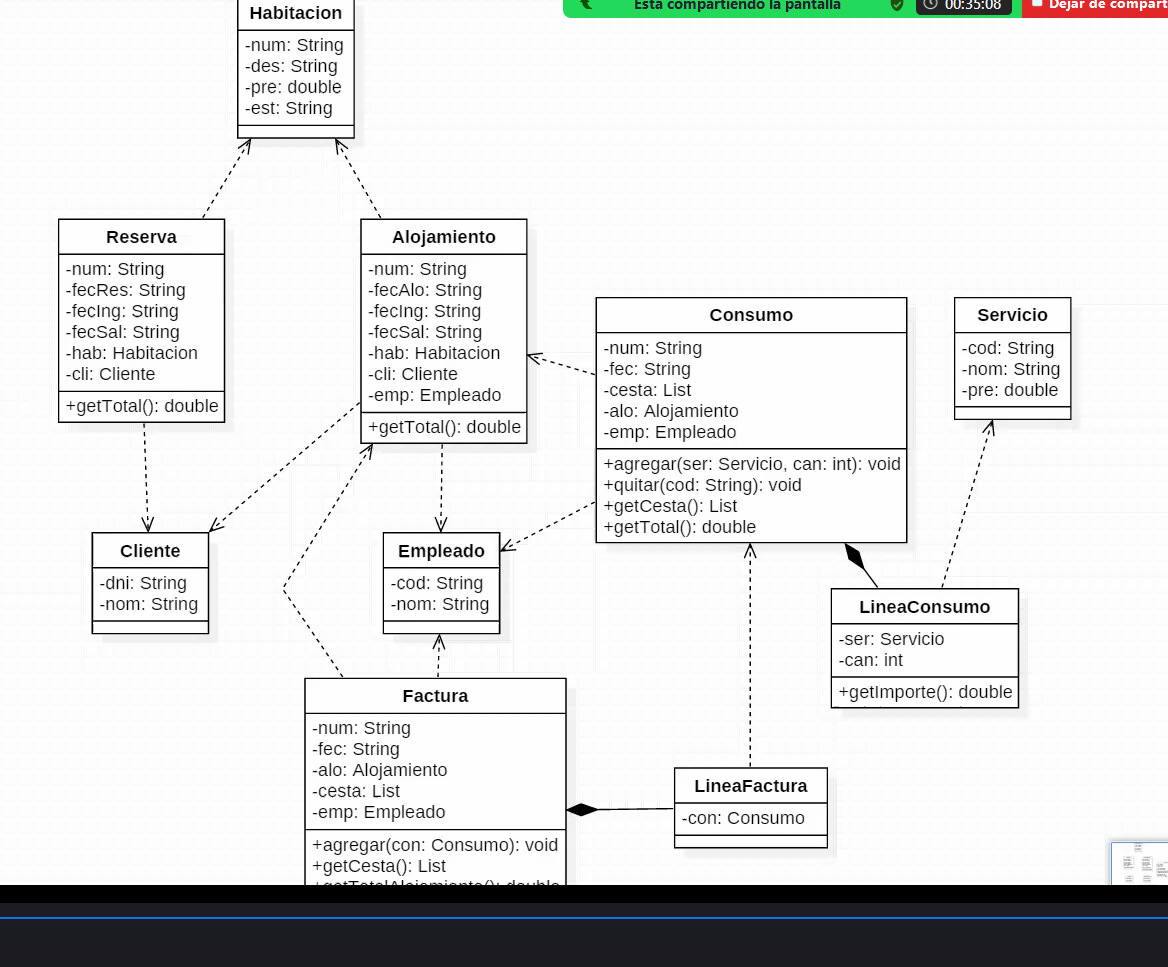 Está compartiendo la pantalla
00:35:08
Dejar de compart
Habitacion
-num: String
-des: String
-pre: double
-est: String
Reserva
-num: String
-fecRes: String
-fecIng: String
-fecSal: String
-hab: Habitacion
-cli: Cliente
+getTotal(): double
Alojamiento
-num: String
-fecAlo: String
-fecIng: String
-fecSal: String
-hab: Habitacion
-cli: Cliente
-emp: Empleado
+getTotal(): double
Consumo
-num: String
-fec: String
-cesta: List
-alo: Alojamiento
-emp: Empleado
+agregar(ser: Servicio, can: int): void
+quitar(cod: String): void
+getCesta(): List
+getTotal(): double
Servicio
-cod: String
-nom: String
-pre: double
Cliente
-dni: String
-nom: String
Empleado
-cod: String
-nom: String
LineaConsumo
-ser: Servicio
-can: int
+getImporte(): double
Factura
-num: String
-fec: String
-alo: Alojamiento
-cesta: List
-emp: Empleado
+agregar(con: Consumo): void
+getCesta(): List
+getTotalAlojamiento(): double
LineaFactura
-con: Consumo